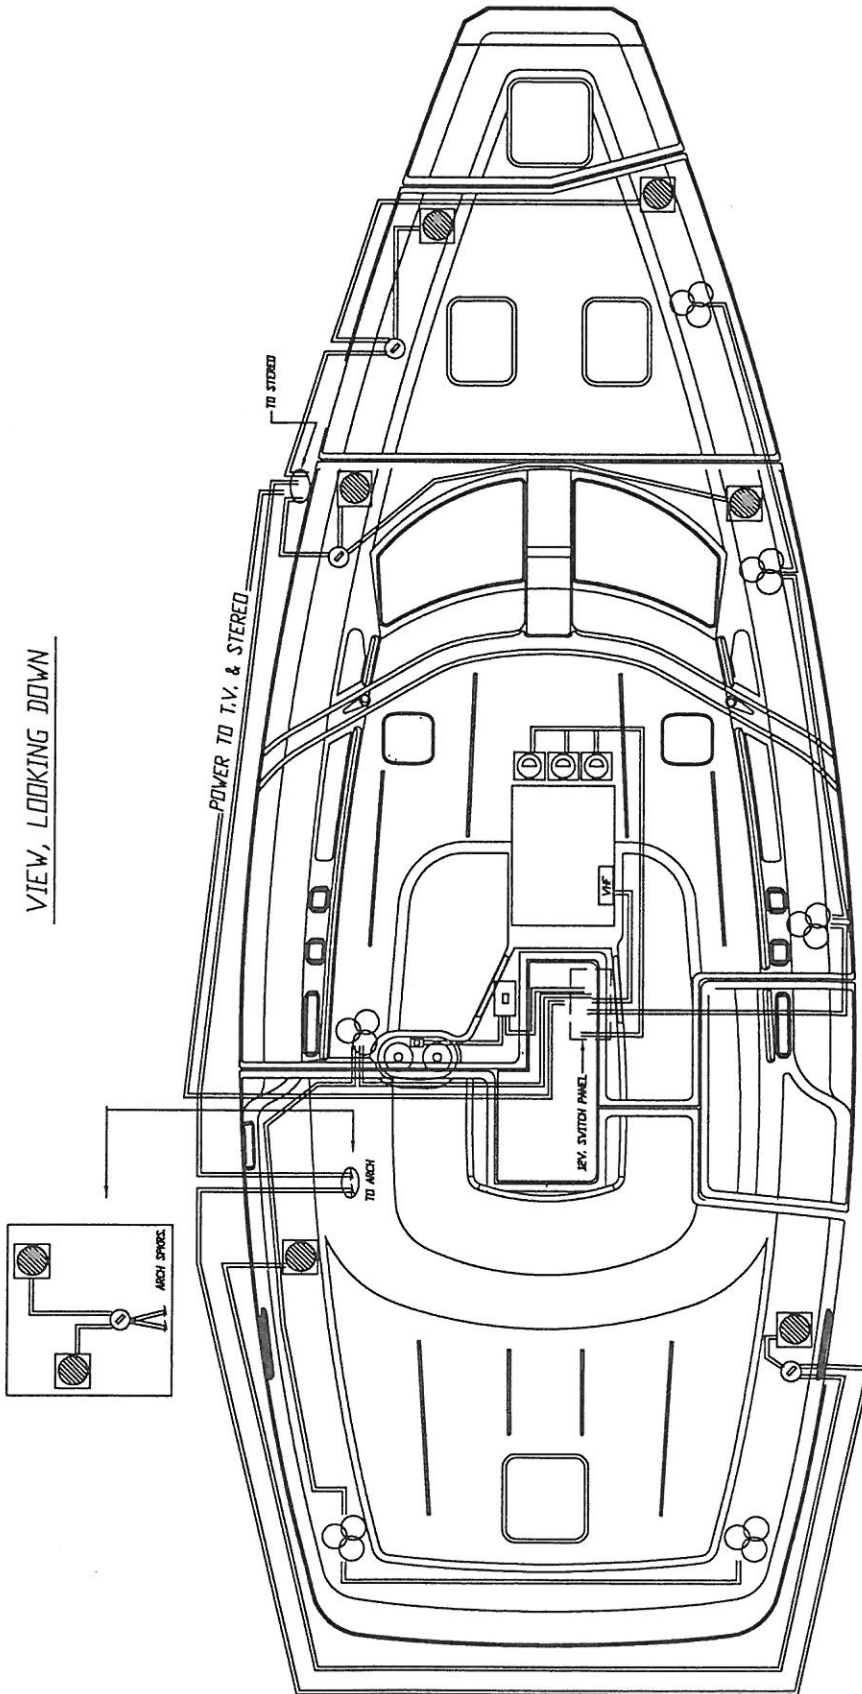 VIEW, LOOKING DOWN
TO STEREO
POWER TO T.V. & STEREO
VHF
12V. SWITCH PANEL
TO ARCH
ARCH SPKRS.